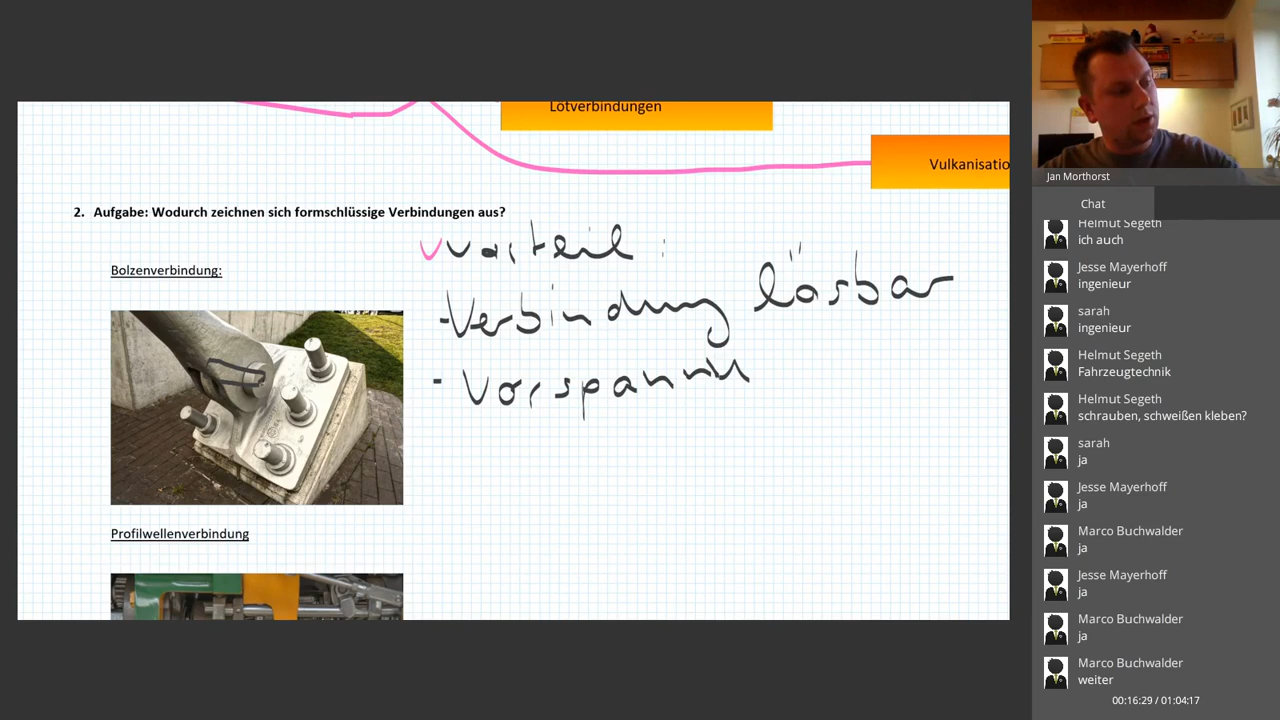 Lötverbindungen
Vulkanisatio
2. Aufgabe: Wodurch zeichnen sich formschlüssige Verbindungen aus?
Vorteil :
Bolzenverbindung:
-Verbindung lösbar
- Vorspann
Profilwellenverbindung
Jan Morthorst
Chat
Helmut Segeth
ich auch
Jesse Mayerhoff
ingenieur
sarah
ingenieur
Helmut Segeth
Fahrzeugtechnik
Helmut Segeth
schrauben, schweißen kleben?
sarah
ja
Jesse Mayerhoff
ja
Marco Buchwalder
ja
Jesse Mayerhoff
ja
Marco Buchwalder
ja
Marco Buchwalder
weiter
00:16:29 / 01:04:17